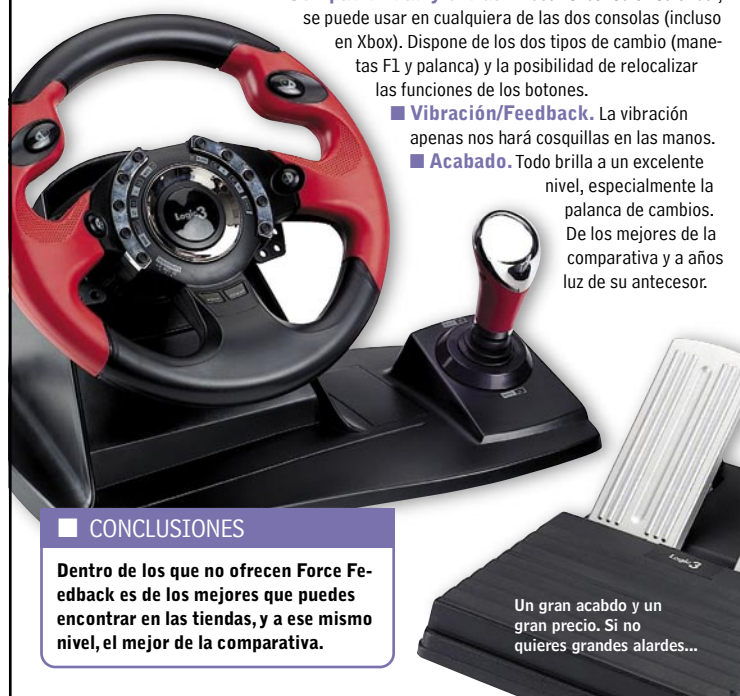 se puede usar en cualquiera de las dos consolas (incluso
en Xbox). Dispone de los dos tipos de cambio (mane-
tas F1 y palanca) y la posibilidad de relocalizar
las funciones de los botones.
■ Vibración/Feedback. La vibración
apenas nos hará cosquillas en las manos.
■ Acabado. Todo brilla a un excelente
nivel, especialmente la
palanca de cambios.
De los mejores de la
comparativa y a años
luz de su antecesor.
Logic3
■ CONCLUSIONES
Dentro de los que no ofrecen Force Fe-
edback es de los mejores que puedes
encontrar en las tiendas, y a ese mismo
nivel, el mejor de la comparativa.
Logic3
Un gran acabdo y un
gran precio. Si no
quieres grandes alardes...